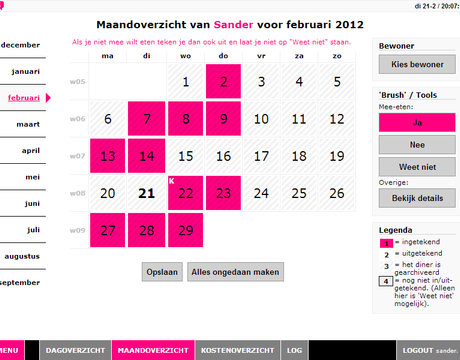 di 21-2 / 20:07:
Maandoverzicht van Sander voor februari 2012
Als je niet mee wilt eten teken je dan ook uit en laat je niet op "Weet niet" staan.
december
januari
februari
maart
april
mei
juni
juli
augustus
september
ma di wo do vr za zo
w05 1 2 3 4 5
w06 6 7 8 9 10 11 12
w07 13 14 15 16 17 18 19
K
w08 20 21 22 23 24 25 26
w09 27 28 29
Opslaan Alles ongedaan maken
Bewoner
Kies bewoner
'Brush' / Tools
Mee-eten:
Ja
Nee
Weet niet
Overige:
Bekijk details
Legenda
1 = ingetekend
2 = uitgetekend
3 = het diner is
gearchiveerd
4 = nog niet in/uit-
getekend. (Alleen
hier is 'Weet niet'
mogelijk).
MENU DAGOVERZICHT MAANDOVERZICHT KOSTENOVERZICHT LOG LOGOUT sander.